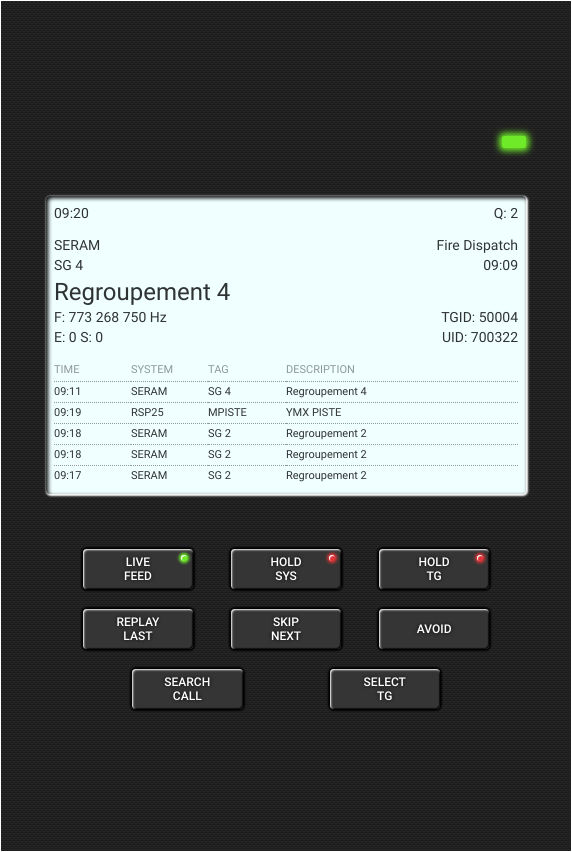 09:20 Q: 2
SERAM Fire Dispatch
SG 4 09:09
Regroupement 4
F: 773 268 750 Hz TGID: 50004
E: 0 S: 0 UID: 700322
TIME SYSTEM TAG DESCRIPTION
09:11 SERAM SG 4 Regroupement 4
09:19 RSP25 MPISTE YMX PISTE
09:18 SERAM SG 2 Regroupement 2
09:18 SERAM SG 2 Regroupement 2
09:17 SERAM SG 2 Regroupement 2
LIVE FEED
HOLD SYS
HOLD TG
REPLAY LAST
SKIP NEXT
AVOID
SEARCH CALL
SELECT TG